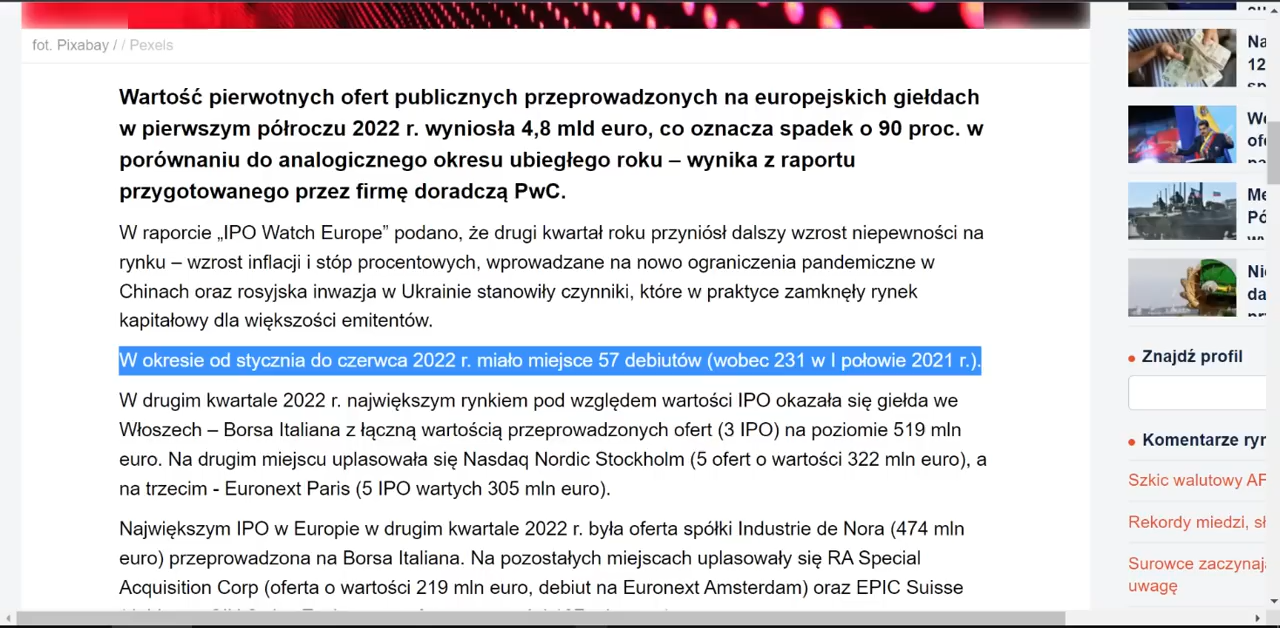 fot. Pixabay / / Pexels
Wartość pierwotnych ofert publicznych przeprowadzonych na europejskich giełdach
w pierwszym półroczu 2022 r. wyniosła 4,8 mld euro, co oznacza spadek o 90 proc. w
porównaniu do analogicznego okresu ubiegłego roku – wynika z raportu
przygotowanego przez firmę doradczą PwC.
W raporcie „IPO Watch Europe” podano, że drugi kwartał roku przyniósł dalszy wzrost niepewności na
rynku – wzrost inflacji i stóp procentowych, wprowadzane na nowo ograniczenia pandemiczne w
Chinach oraz rosyjska inwazja w Ukrainie stanowiły czynniki, które w praktyce zamknęły rynek
kapitałowy dla większości emitentów.
W okresie od stycznia do czerwca 2022 r. miało miejsce 57 debiutów (wobec 231 w I połowie 2021 r.).
W drugim kwartale 2022 r. największym rynkiem pod względem wartości IPO okazała się giełda we
Włoszech – Borsa Italiana z łączną wartością przeprowadzonych ofert (3 IPO) na poziomie 519 mln
euro. Na drugim miejscu uplasowała się Nasdaq Nordic Stockholm (5 ofert o wartości 322 mln euro), a
na trzecim - Euronext Paris (5 IPO wartych 305 mln euro).
Największym IPO w Europie w drugim kwartale 2022 r. była oferta spółki Industrie de Nora (474 mln
euro) przeprowadzona na Borsa Italiana. Na pozostałych miejscach uplasowały się RA Special
Acquisition Corp (oferta o wartości 219 mln euro, debiut na Euronext Amsterdam) oraz EPIC Suisse
Na
12
We
ofe
Me
Pó
Nie
da
Znajdź profil
Komentarze ryr
Szkic walutowy AF
Rekordy miedzi, sł
Surowce zaczynaj
uwagę